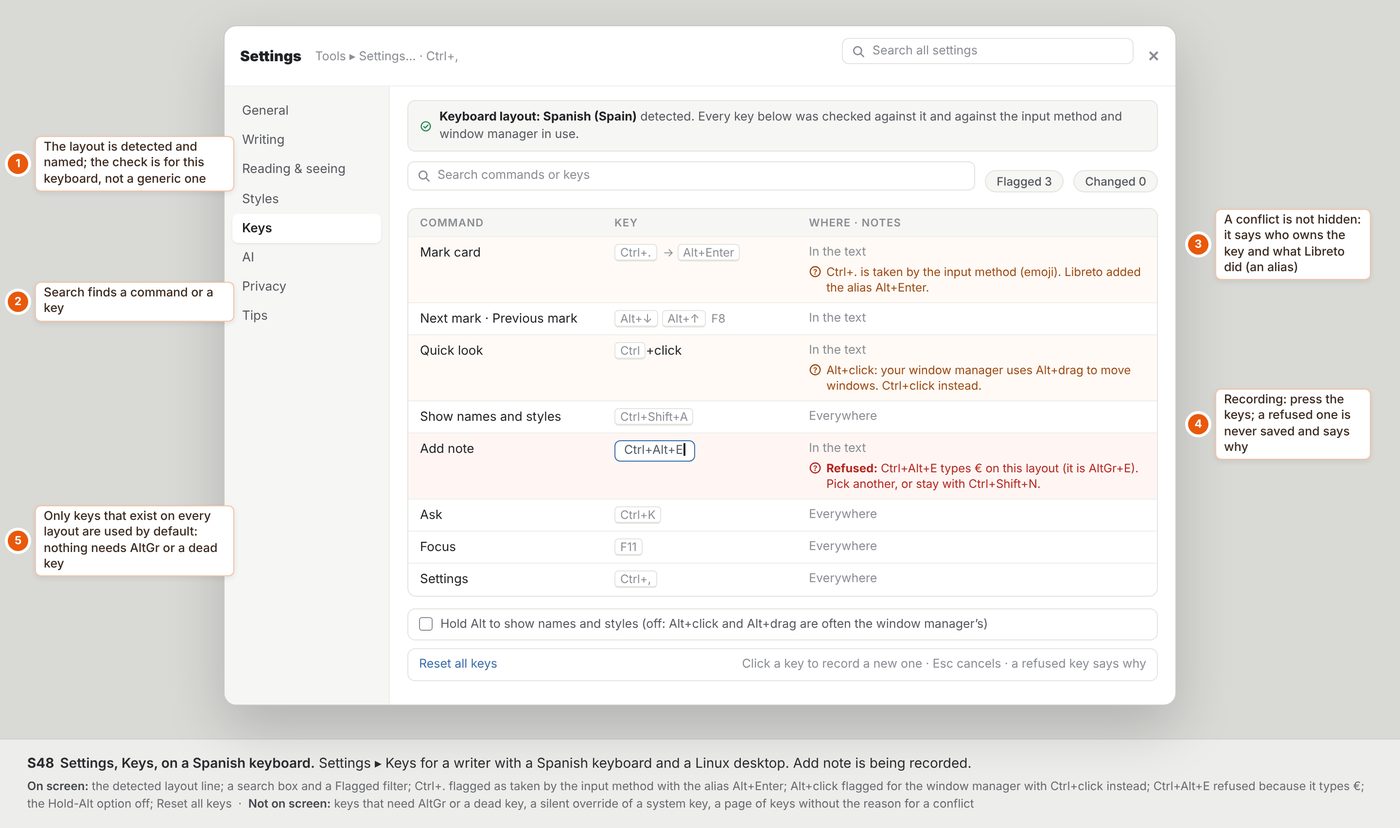 Settings Tools ▸ Settings... · Ctrl+,
Search all settings
General
Writing
Reading & seeing
Styles
Keys
AI
Privacy
Tips
Keyboard layout: Spanish (Spain) detected. Every key below was checked against it and against the input method and
window manager in use.
Search commands or keys
Flagged 3
Changed 0
COMMAND KEY WHERE · NOTES
Mark card Ctrl+. → Alt+Enter In the text
Ctrl+. is taken by the input method (emoji). Libreto added
the alias Alt+Enter.
Next mark · Previous mark Alt+↓ Alt+↑ F8 In the text
Quick look Ctrl +click In the text
Alt+click: your window manager uses Alt+drag to move
windows. Ctrl+click instead.
Show names and styles Ctrl+Shift+A Everywhere
Add note Ctrl+Alt+E In the text
Refused: Ctrl+Alt+E types € on this layout (it is AltGr+E).
Pick another, or stay with Ctrl+Shift+N.
Ask Ctrl+K Everywhere
Focus F11 Everywhere
Settings Ctrl+, Everywhere
Hold Alt to show names and styles (off: Alt+click and Alt+drag are often the window manager's)
Reset all keys Click a key to record a new one · Esc cancels · a refused key says why
1
The layout is detected and
named; the check is for this
keyboard, not a generic one
2
Search finds a command or a
key
3
A conflict is not hidden:
it says who owns the
key and what Libreto
did (an alias)
4
Recording: press the
keys; a refused one is
never saved and says
why
5
Only keys that exist on every
layout are used by default:
nothing needs AltGr or a dead
key
S48 Settings, Keys, on a Spanish keyboard. Settings ▸ Keys for a writer with a Spanish keyboard and a Linux desktop. Add note is being recorded.
On screen: the detected layout line; a search box and a Flagged filter; Ctrl+. flagged as taken by the input method with the alias Alt+Enter; Alt+click flagged for the window manager with Ctrl+click instead; Ctrl+Alt+E refused because it types €;
the Hold-Alt option off; Reset all keys · Not on screen: keys that need AltGr or a dead key, a silent override of a system key, a page of keys without the reason for a conflict